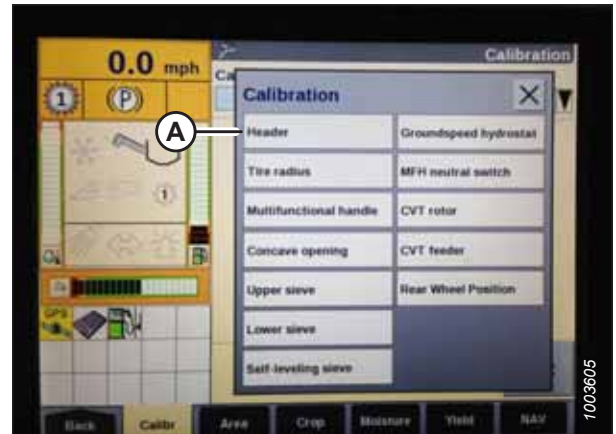 0.0 mph
Calibration
Ca
1
(P)
Calibration
A
Header
Groundspeed hydrostat
Tire radius
MFH neutral switch
1
Multifunctional handle
CVT rotor
Concave opening
CVT feeder
Upper sieve
Rear Wheel Position
Lower sieve
GPS
Self-leveling sieve
Back
Calibr
Area
Crop
Moisture
Yield
NAV
1003605